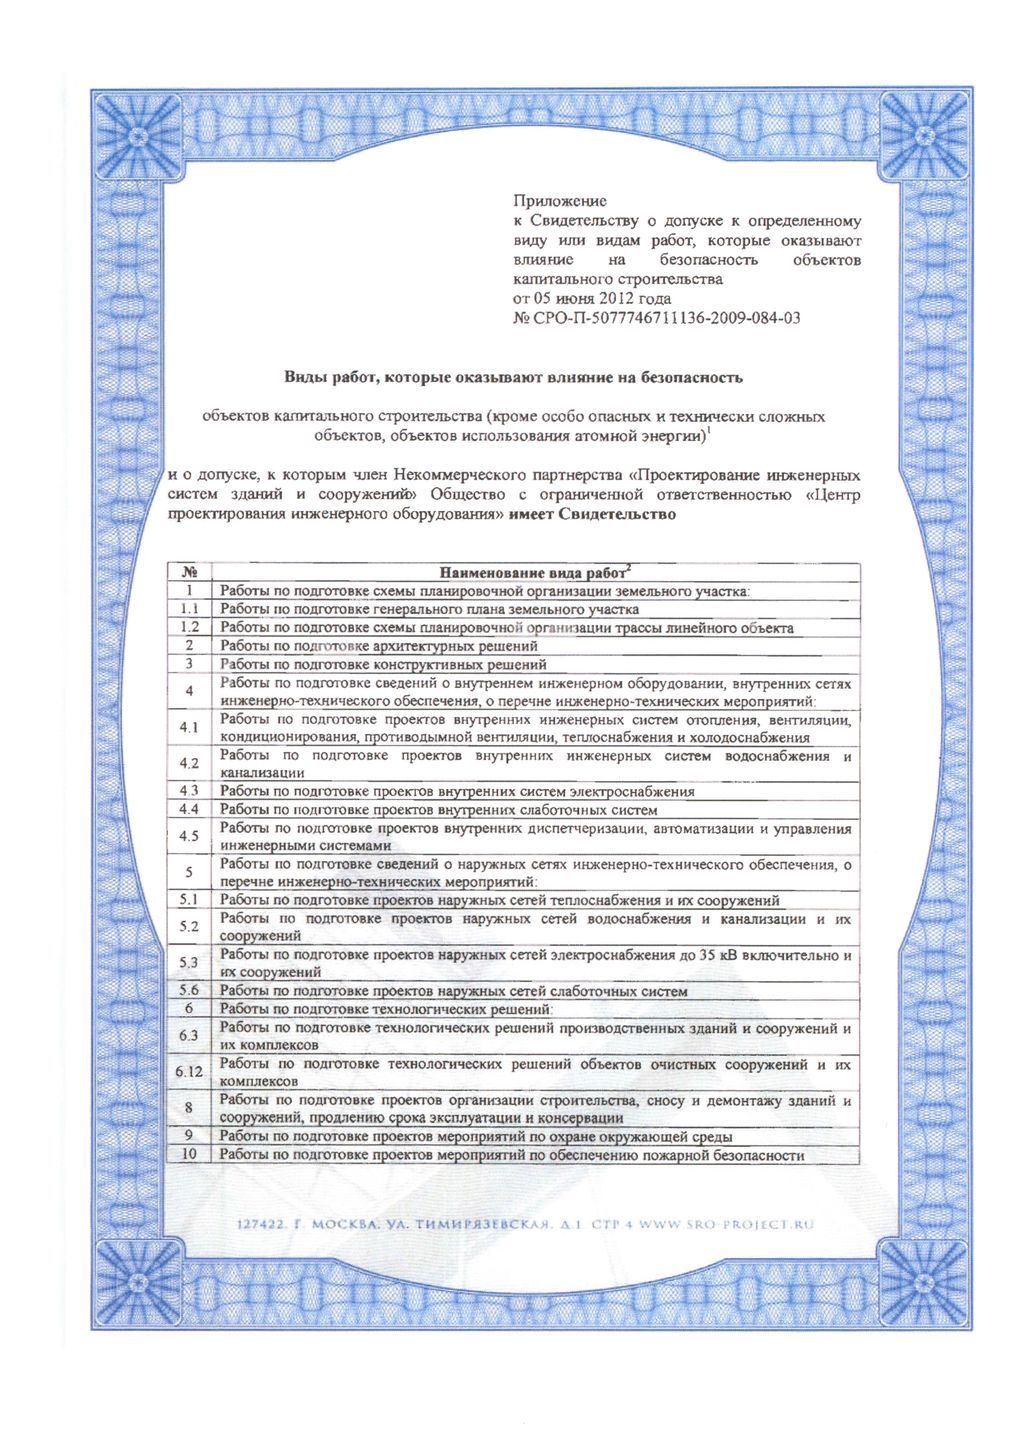 Приложение
к Свидетельству о допуске к определенному
виду или видам работ, которые оказывают
влияние на безопасность объектов
капитального строительства
от 05 июня 2012 года
№ СРО-П-5077746711136-2009-084-03
Виды работ, которые оказывают влияние на безопасность
объектов капитального строительства (кроме особо опасных и технически сложных
объектов, объектов использования атомной энергии)¹
и о допуске, к которым член Некоммерческого партнерства «Проектирование инженерных
систем зданий и сооружений» Общество с ограниченной ответственностью «Центр
проектирования инженерного оборудования» имеет Свидетельство
№ Наименование вида работ²
1 Работы по подготовке схемы планировочной организации земельного участка:
1.1 Работы по подготовке генерального плана земельного участка
1.2 Работы по подготовке схемы планировочной организации трассы линейного объекта
2 Работы по подготовке архитектурных решений
3 Работы по подготовке конструктивных решений
4 Работы по подготовке сведений о внутреннем инженерном оборудовании, внутренних сетях
инженерно-технического обеспечения, о перечне инженерно-технических мероприятий:
4.1 Работы по подготовке проектов внутренних инженерных систем отопления, вентиляции,
кондиционирования, противодымной вентиляции, теплоснабжения и холодоснабжения
4.2 Работы по подготовке проектов внутренних инженерных систем водоснабжения и
канализации
4.3 Работы по подготовке проектов внутренних систем электроснабжения
4.4 Работы по подготовке проектов внутренних слаботочных систем
4.5 Работы по подготовке проектов внутренних диспетчеризации, автоматизации и управления
инженерными системами
5 Работы по подготовке сведений о наружных сетях инженерно-технического обеспечения, о
перечне инженерно-технических мероприятий:
5.1 Работы по подготовке проектов наружных сетей теплоснабжения и их сооружений
5.2 Работы по подготовке проектов наружных сетей водоснабжения и канализации и их
сооружений
5.3 Работы по подготовке проектов наружных сетей электроснабжения до 35 кВ включительно и
их сооружений
5.6 Работы по подготовке проектов наружных сетей слаботочных систем
6 Работы по подготовке технологических решений:
6.3 Работы по подготовке технологических решений производственных зданий и сооружений и
их комплексов
6.12 Работы по подготовке технологических решений объектов очистных сооружений и их
комплексов
8 Работы по подготовке проектов организации строительства, сносу и демонтажу зданий и
сооружений, продлению срока эксплуатации и консервации
9 Работы по подготовке проектов мероприятий по охране окружающей среды
10 Работы по подготовке проектов мероприятий по обеспечению пожарной безопасности
127422. Г. МОСКВА, УЛ. ТИМИРЯЗЕВСКАЯ, Д.1 СТР 4 WWW.SRO-PROJECT.RU